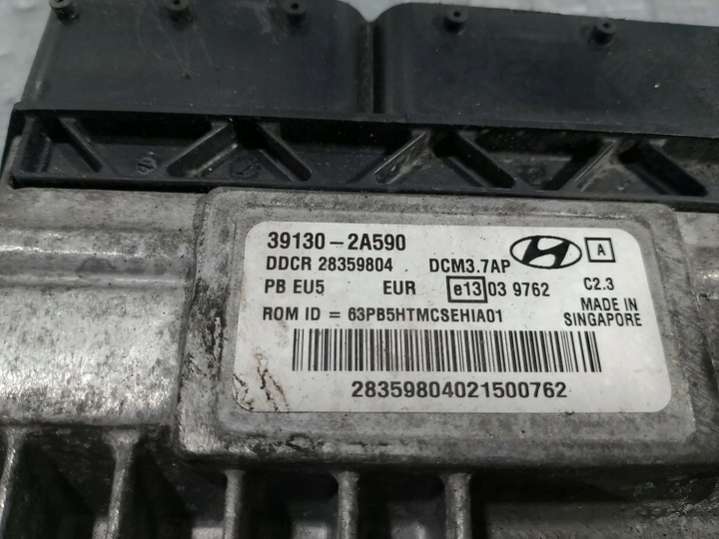 39130-2A590
DDCR 28359804 DCM3.7AP A
PB EU5 EUR e13 03 9762 C2.3
ROM ID = 63PB5HTMCSEHIA01 MADE IN
SINGAPORE
28359804021500762